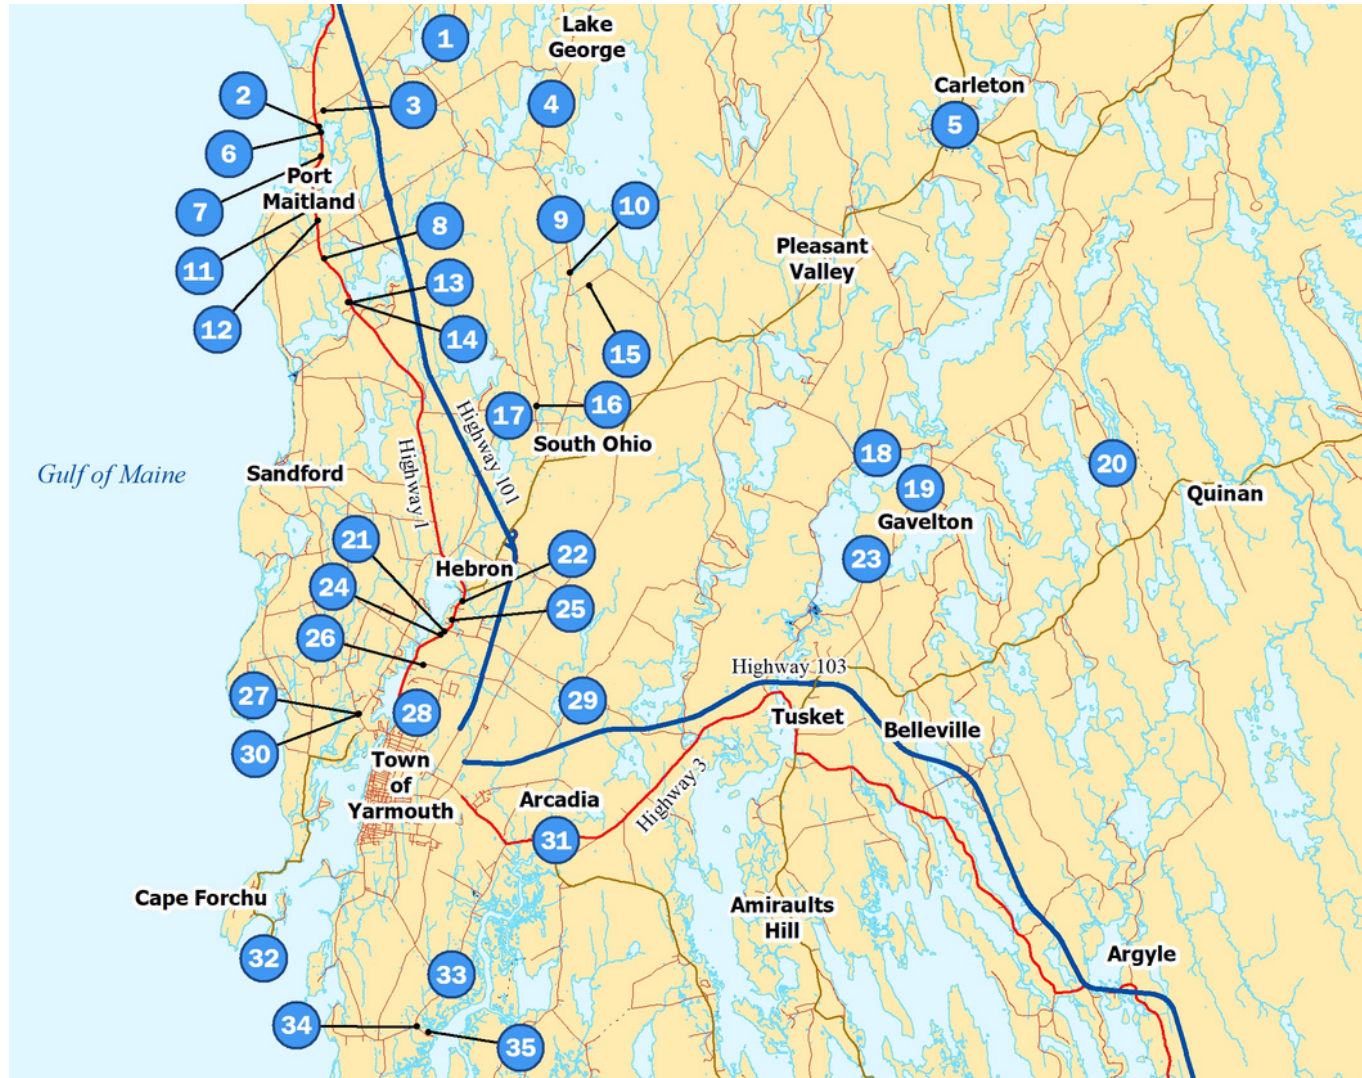 Lake
George
1
2
3
4
Carleton
5
6
Port
Maitland
7
8
9
10
Pleasant
Valley
11
12
13
14
15
16
17
South Ohio
Highway 101
Highway 1
Gulf of Maine
Sandford
18
19
Gavelton
20
Quinan
21
22
Hebron
23
24
25
26
27
28
29
30
Highway 103
Tusket
Belleville
Town
of
Yarmouth
Arcadia
31
Highway 3
Cape Forchu
Amiraults
Hill
32
33
Argyle
34
35